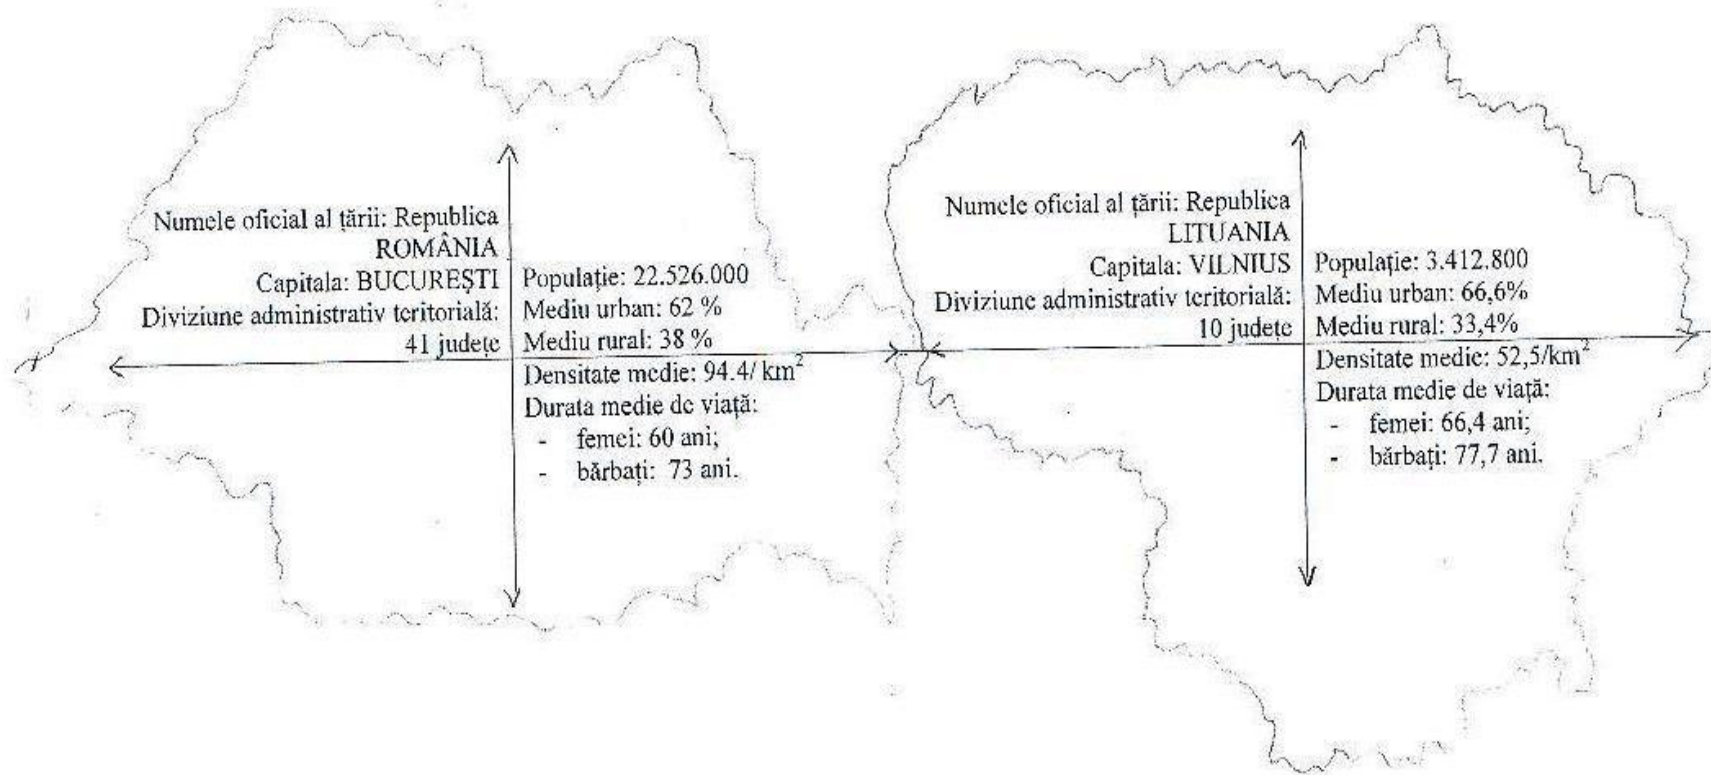 Numele oficial al țării: Republica
ROMÂNIA
Capitala: BUCUREȘTI
Diviziune administrativ teritorială:
41 județe
Populație: 22.526.000
Mediu urban: 62 %
Mediu rural: 38 %
Densitate medie: 94.4/ km²
Durata medie de viață:
- femei: 60 ani;
- bărbați: 73 ani.
Numele oficial al țării: Republica
LITUANIA
Capitala: VILNIUS
Diviziune administrativ teritorială:
10 județe
Populație: 3.412.800
Mediu urban: 66,6%
Mediu rural: 33,4%
Densitate medie: 52,5/km²
Durata medie de viață:
- femei: 66,4 ani;
- bărbați: 77,7 ani.